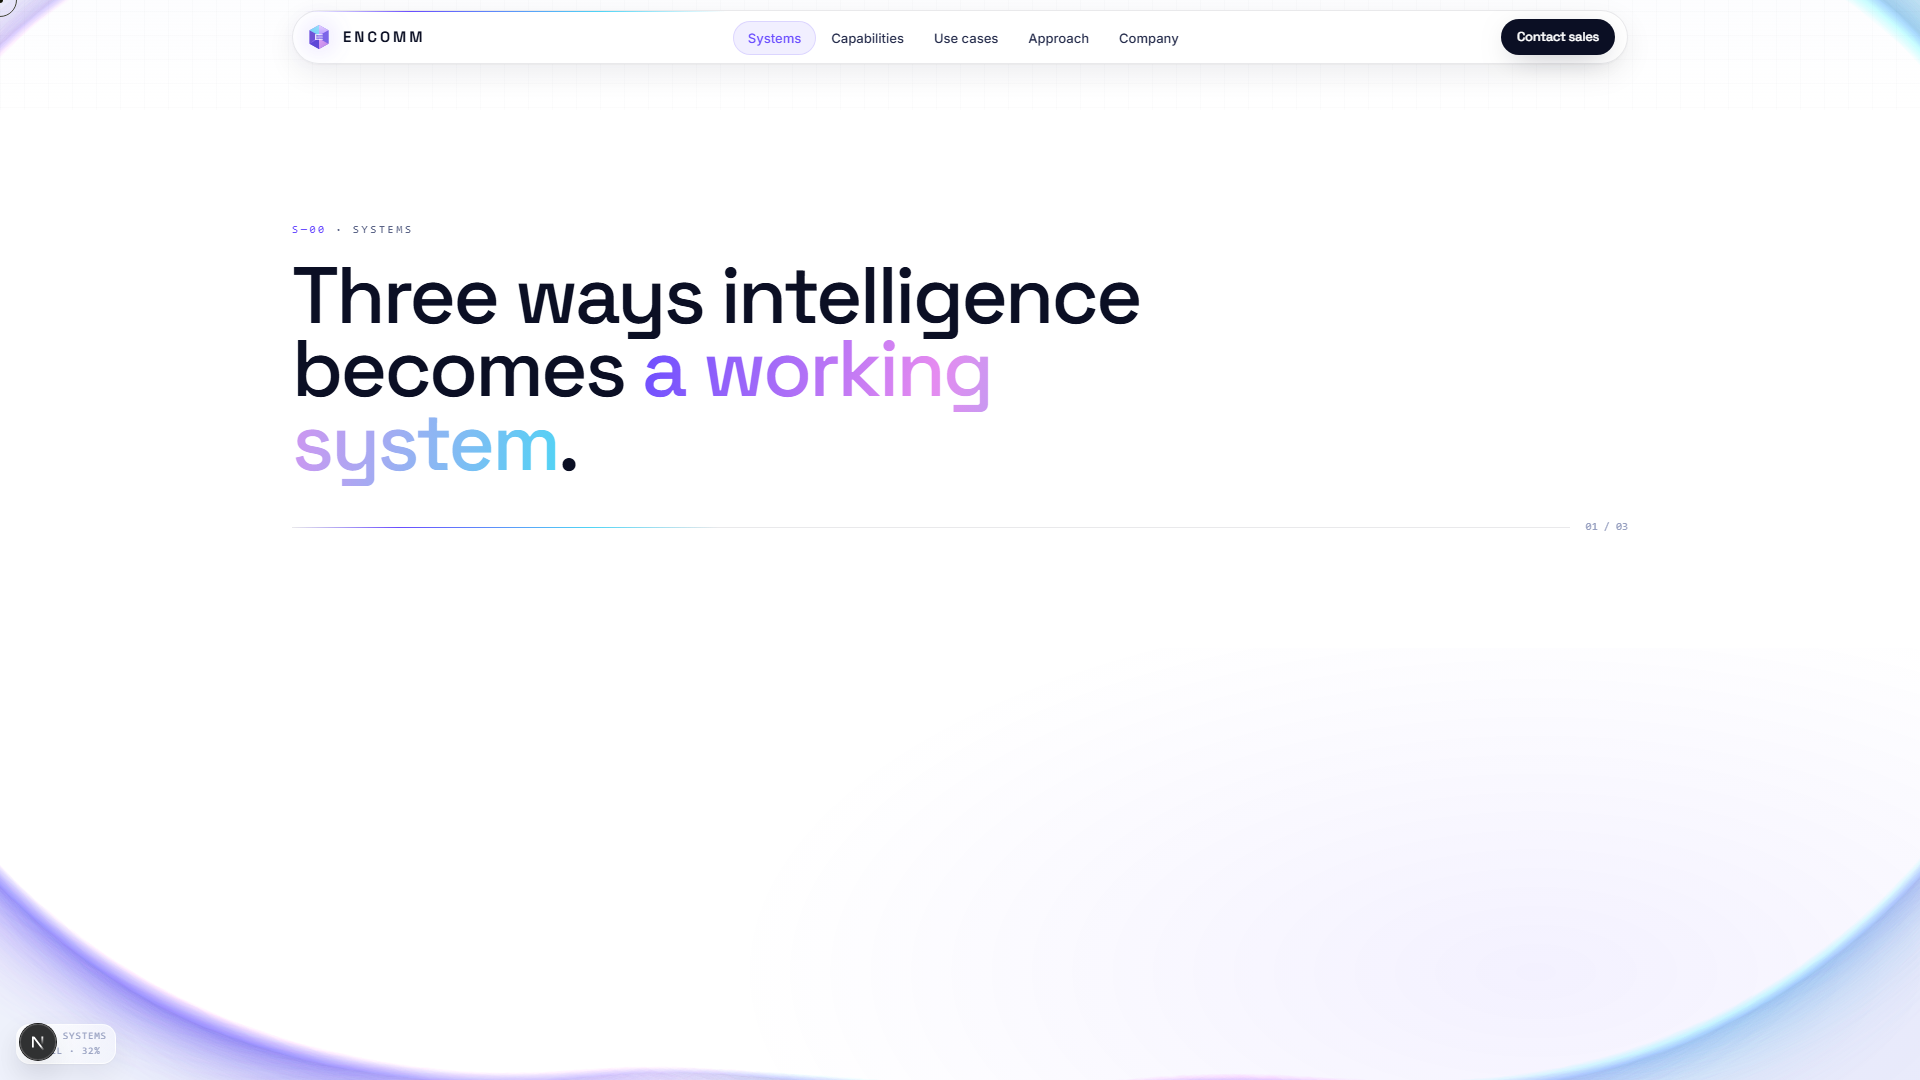 ENCOMM
Systems
Capabilities
Use cases
Approach
Company
Contact sales
S—00 · SYSTEMS
Three ways intelligence
becomes a working
system.
01 / 03
SYSTEMS
· 32%